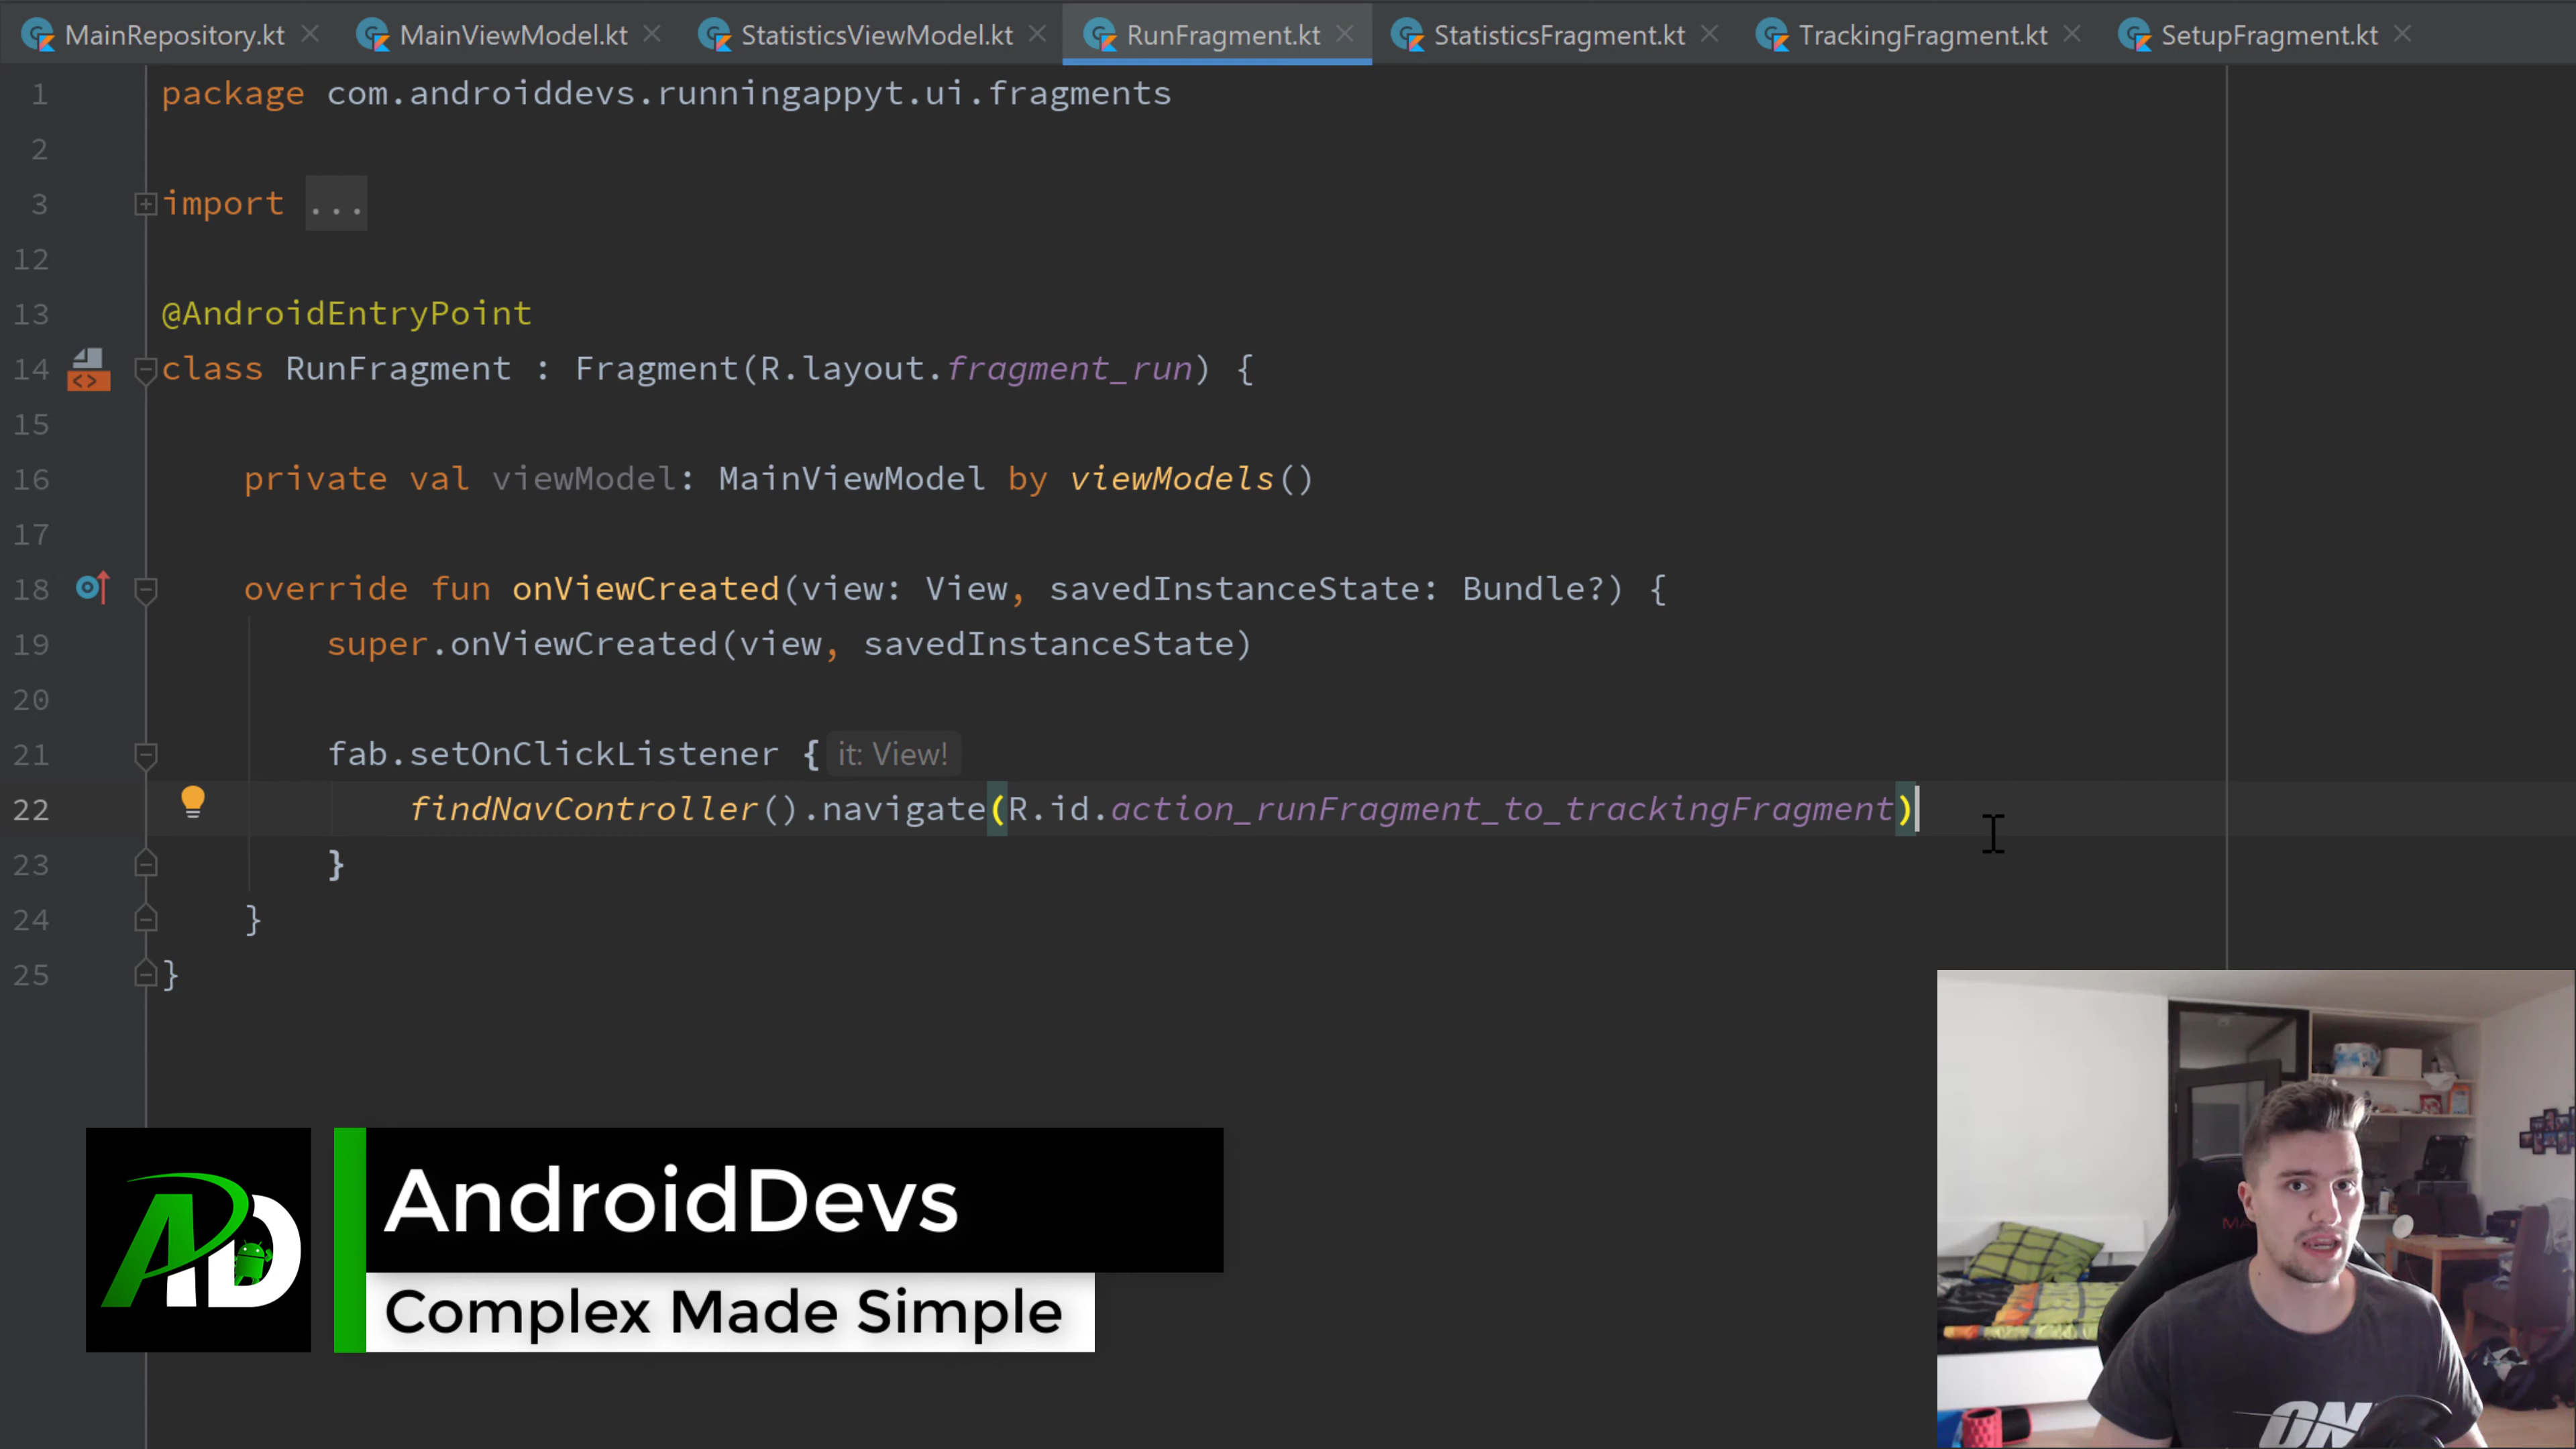 MainRepository.kt MainViewModel.kt StatisticsViewModel.kt RunFragment.kt StatisticsFragment.kt TrackingFragment.kt SetupFragment.kt
1 package com.androiddevs.runningappyt.ui.fragments
2
3 import ...
12
13 @AndroidEntryPoint
14 class RunFragment : Fragment(R.layout.fragment_run) {
15
16 private val viewModel: MainViewModel by viewModels()
17
18 override fun onViewCreated(view: View, savedInstanceState: Bundle?) {
19 super.onViewCreated(view, savedInstanceState)
20
21 fab.setOnClickListener { it: View!
22 findNavController().navigate(R.id.action_runFragment_to_trackingFragment)
23 }
24 }
25 }
AD
AndroidDevs
Complex Made Simple